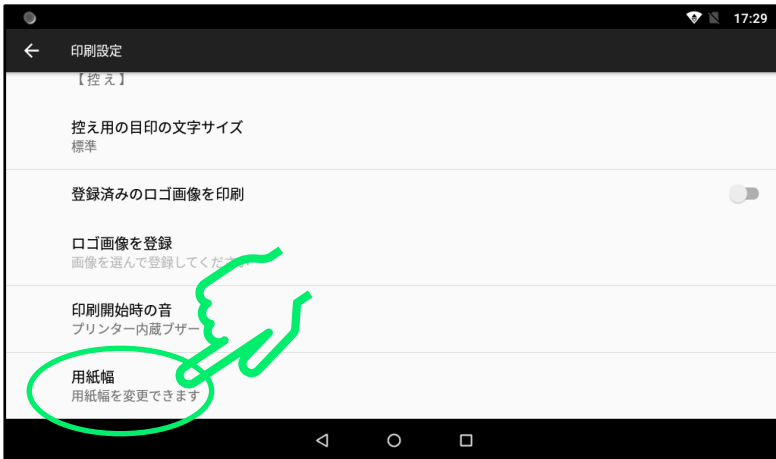 17:29
印刷設定
【控え】
控え用の目印の文字サイズ
標準
登録済みのロゴ画像を印刷
ロゴ画像を登録
画像を選んで登録してください
印刷開始時の音
プリンター内蔵ブザー
用紙幅
用紙幅を変更できます